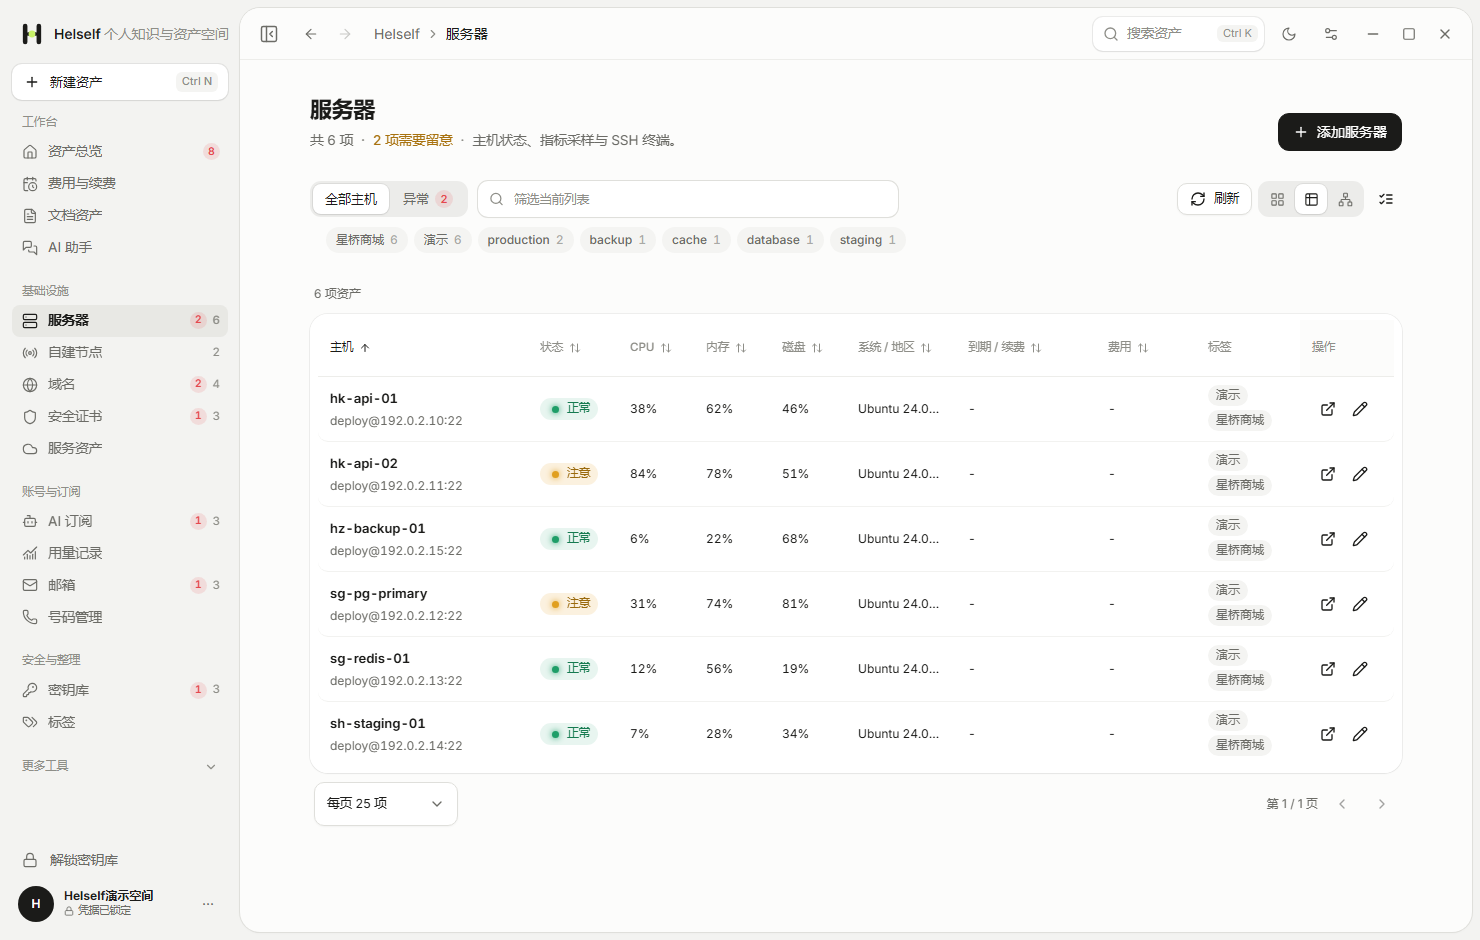 Helself 个人知识与资产空间
新建资产 Ctrl N
工作台
资产总览 8
费用与续费
文档资产
AI 助手
基础设施
服务器 2 6
自建节点 2
域名 2 4
安全证书 1 3
服务资产
账号与订阅
AI 订阅 1 3
用量记录
邮箱 1 3
号码管理
安全与整理
密钥库 1 3
标签
更多工具
解锁密钥库
H
Helself演示空间
凭据已锁定
...
Helself 服务器
搜索资产 Ctrl K
服务器
共 6 项 · 2 项需要留意 · 主机状态、指标采样与 SSH 终端。
添加服务器
全部主机 异常 2
筛选当前列表
刷新
星桥商城 6 演示 6 production 2 backup 1 cache 1 database 1 staging 1
6 项资产
主机 状态 CPU 内存 磁盘 系统 / 地区 到期 / 续费 费用 标签 操作
hk-api-01
deploy@192.0.2.10:22
正常 38% 62% 46% Ubuntu 24.0... - -
演示
星桥商城
hk-api-02
deploy@192.0.2.11:22
注意 84% 78% 51% Ubuntu 24.0... - -
演示
星桥商城
hz-backup-01
deploy@192.0.2.15:22
正常 6% 22% 68% Ubuntu 24.0... - -
演示
星桥商城
sg-pg-primary
deploy@192.0.2.12:22
注意 31% 74% 81% Ubuntu 24.0... - -
演示
星桥商城
sg-redis-01
deploy@192.0.2.13:22
正常 12% 56% 19% Ubuntu 24.0... - -
演示
星桥商城
sh-staging-01
deploy@192.0.2.14:22
正常 7% 28% 34% Ubuntu 24.0... - -
演示
星桥商城
每页 25 项
第 1 / 1 页